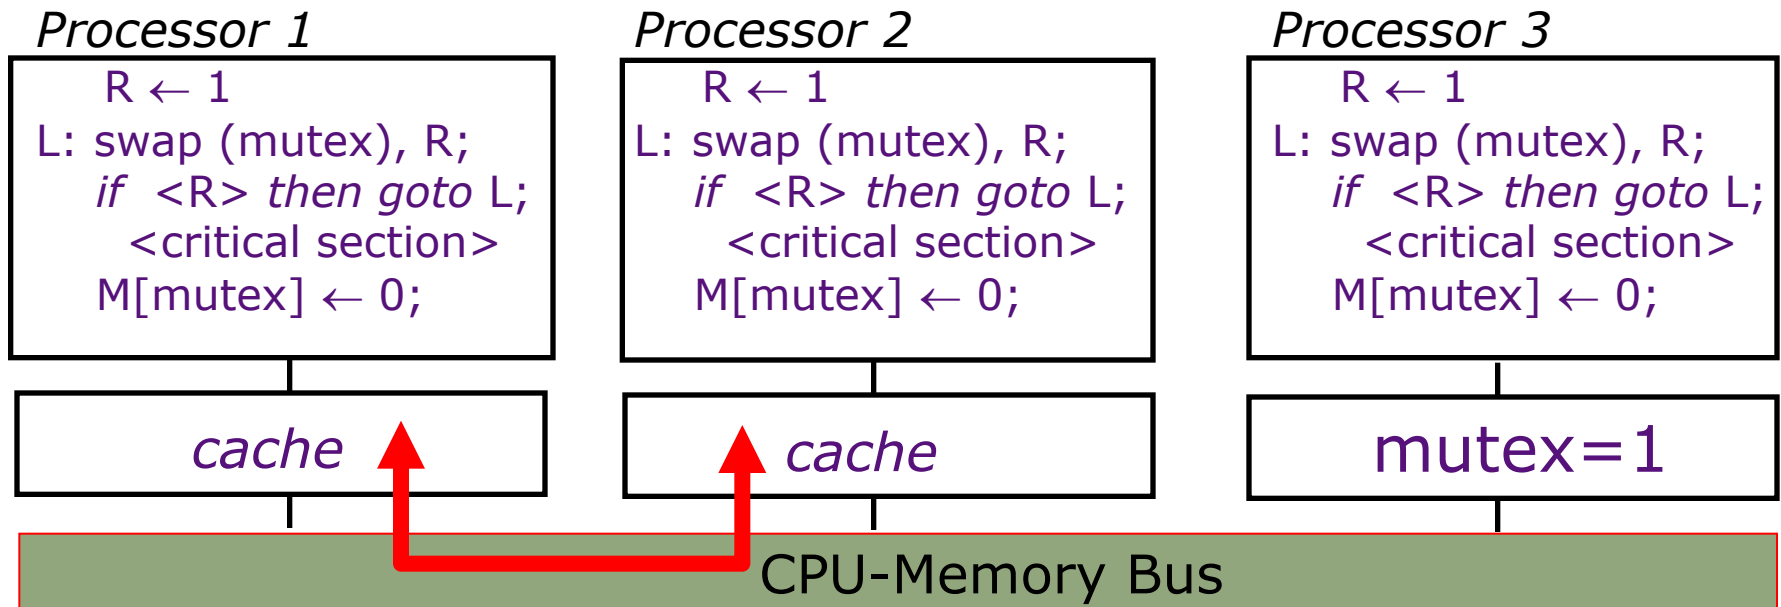 Processor 1
R ← 1
L: swap (mutex), R;
if <R> then goto L;
<critical section>
M[mutex] ← 0;
cache
Processor 2
R ← 1
L: swap (mutex), R;
if <R> then goto L;
<critical section>
M[mutex] ← 0;
cache
Processor 3
R ← 1
L: swap (mutex), R;
if <R> then goto L;
<critical section>
M[mutex] ← 0;
mutex=1
CPU-Memory Bus